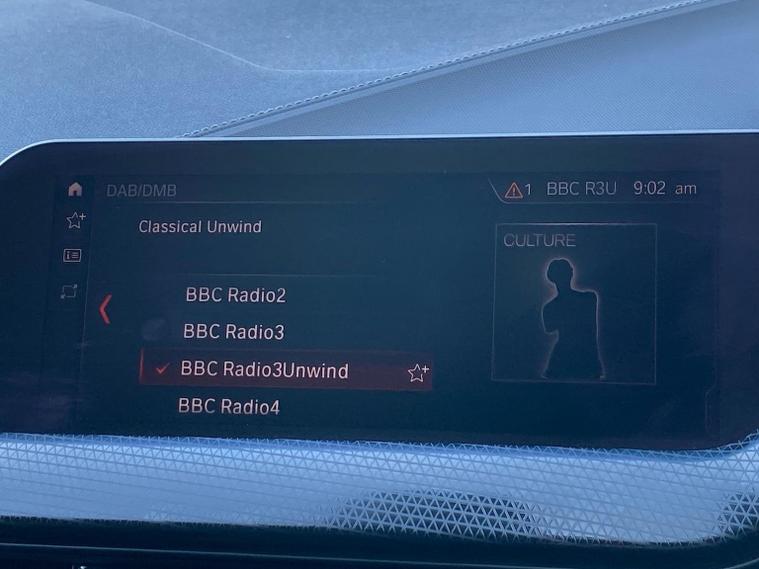 DAB/DMB
1 BBC R3U 9:02 am
Classical Unwind
CULTURE
BBC Radio2
BBC Radio3
BBC Radio3Unwind
BBC Radio4